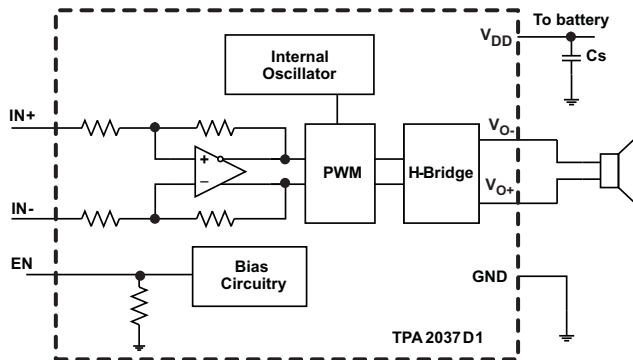 To battery
VDD
Internal
Oscillator
Cs
IN+
+
PWM
H-Bridge
VO-
–
VO+
IN-
EN
Bias
Circuitry
GND
TPA2037D1